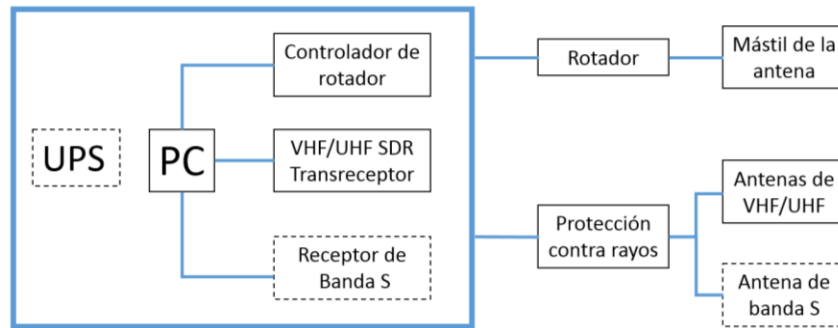 Controlador de
rotador
Rotador
Mástil de la
antena
UPS
PC
VHF/UHF SDR
Transreceptor
Antenas de
VHF/UHF
Protección
contra rayos
Receptor de
Banda S
Antena de
banda S